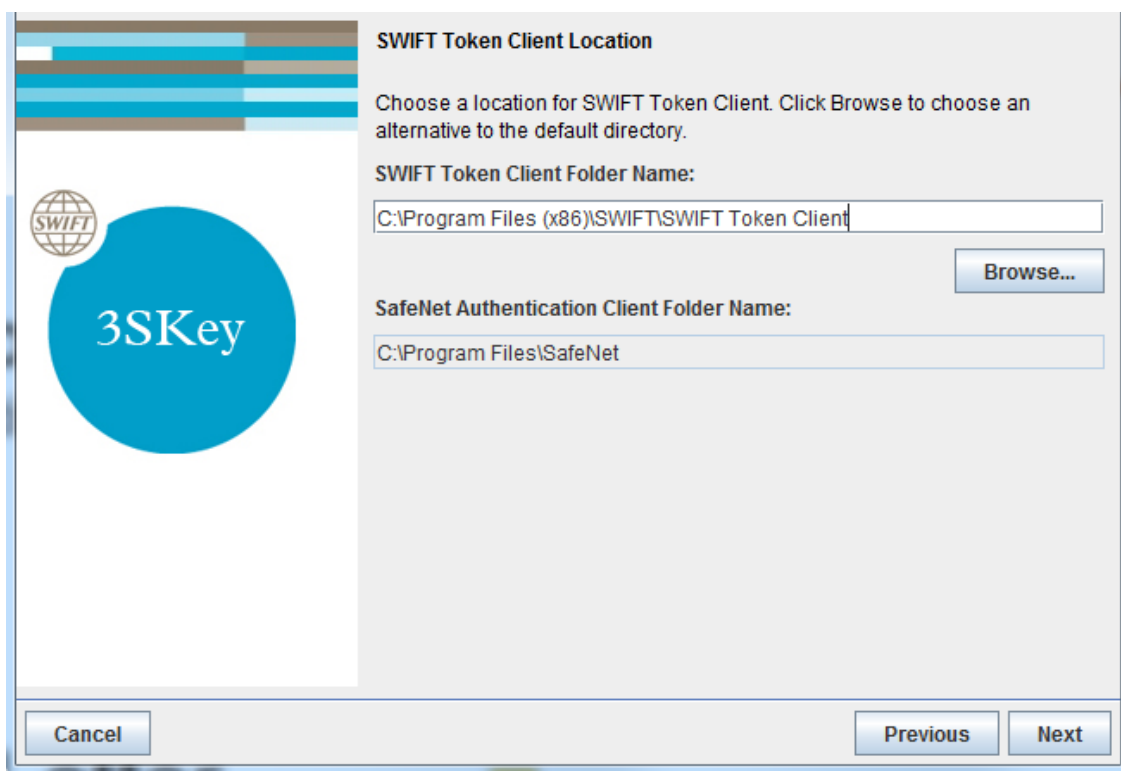 SWIFT Token Client Location
Choose a location for SWIFT Token Client. Click Browse to choose an
alternative to the default directory.
SWIFT Token Client Folder Name:
C:\Program Files (x86)\SWIFT\SWIFT Token Client
Browse...
SafeNet Authentication Client Folder Name:
C:\Program Files\SafeNet
SWIFT
3SKey
Cancel
Previous
Next